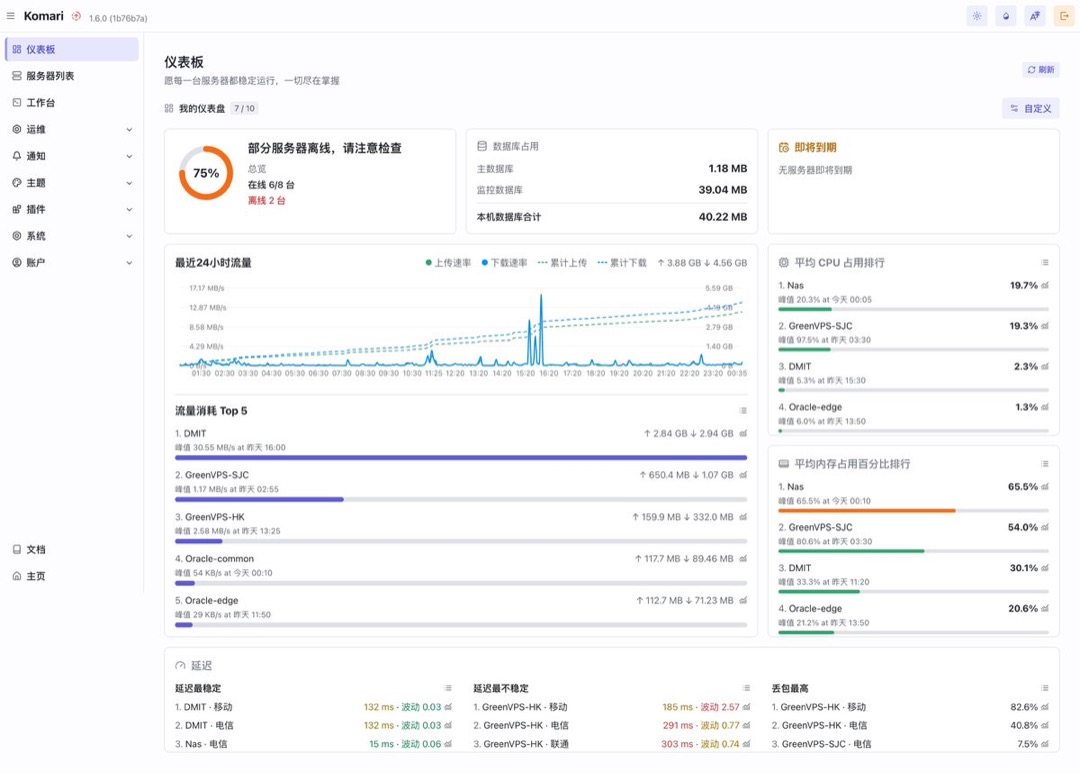 Komari 1.6.0 (1b76b7a)
仪表板
服务器列表
工作台
运维
通知
主题
插件
系统
账户
文档
主页
仪表板
愿每一台服务器都稳定运行，一切尽在掌握
刷新
我的仪表盘 7 / 10
自定义
75%
部分服务器离线，请注意检查
总览
在线 6/8 台
离线 2 台
数据库占用
主数据库 1.18 MB
监控数据库 39.04 MB
本机数据库合计 40.22 MB
即将到期
无服务器即将到期
最近24小时流量
上传速率 下载速率 累计上传 累计下载 ↑ 3.88 GB ↓ 4.56 GB
17.17 MB/s 5.59 GB
12.87 MB/s 4.19 GB
8.58 MB/s 2.79 GB
4.29 MB/s 1.40 GB
0 B
01:30 02:30 03:30 04:30 05:30 06:30 07:30 08:30 09:30 10:30 11:25 12:20 13:20 14:20 15:20 16:20 17:20 18:20 19:20 20:20 21:20 22:20 23:20 00:35
流量消耗 Top 5
1. DMIT ↑ 2.84 GB ↓ 2.94 GB
峰值 30.55 MB/s at 昨天 16:00
2. GreenVPS-SJC ↑ 650.4 MB ↓ 1.07 GB
峰值 1.17 MB/s at 昨天 02:55
3. GreenVPS-HK ↑ 159.9 MB ↓ 332.0 MB
峰值 2.58 MB/s at 昨天 13:25
4. Oracle-common ↑ 117.7 MB ↓ 89.46 MB
峰值 54 KB/s at 今天 00:10
5. Oracle-edge ↑ 112.7 MB ↓ 71.23 MB
峰值 29 KB/s at 昨天 11:50
平均 CPU 占用排行
1. Nas 19.7%
峰值 20.3% at 今天 00:05
2. GreenVPS-SJC 19.3%
峰值 97.5% at 昨天 03:30
3. DMIT 2.3%
峰值 5.3% at 昨天 15:30
4. Oracle-edge 1.3%
峰值 6.0% at 昨天 13:50
平均内存占用百分比排行
1. Nas 65.5%
峰值 65.5% at 今天 00:10
2. GreenVPS-SJC 54.0%
峰值 80.6% at 昨天 03:30
3. DMIT 30.1%
峰值 33.3% at 昨天 11:20
4. Oracle-edge 20.6%
峰值 21.2% at 昨天 13:50
延迟
延迟最稳定
1. DMIT · 移动 132 ms · 波动 0.03
2. DMIT · 电信 132 ms · 波动 0.03
3. Nas · 电信 15 ms · 波动 0.06
延迟最不稳定
1. GreenVPS-HK · 移动 185 ms · 波动 2.57
2. GreenVPS-HK · 电信 291 ms · 波动 0.77
3. GreenVPS-HK · 联通 303 ms · 波动 0.74
丢包最高
1. GreenVPS-HK · 移动 82.6%
2. GreenVPS-HK · 电信 40.8%
3. GreenVPS-SJC · 电信 7.5%